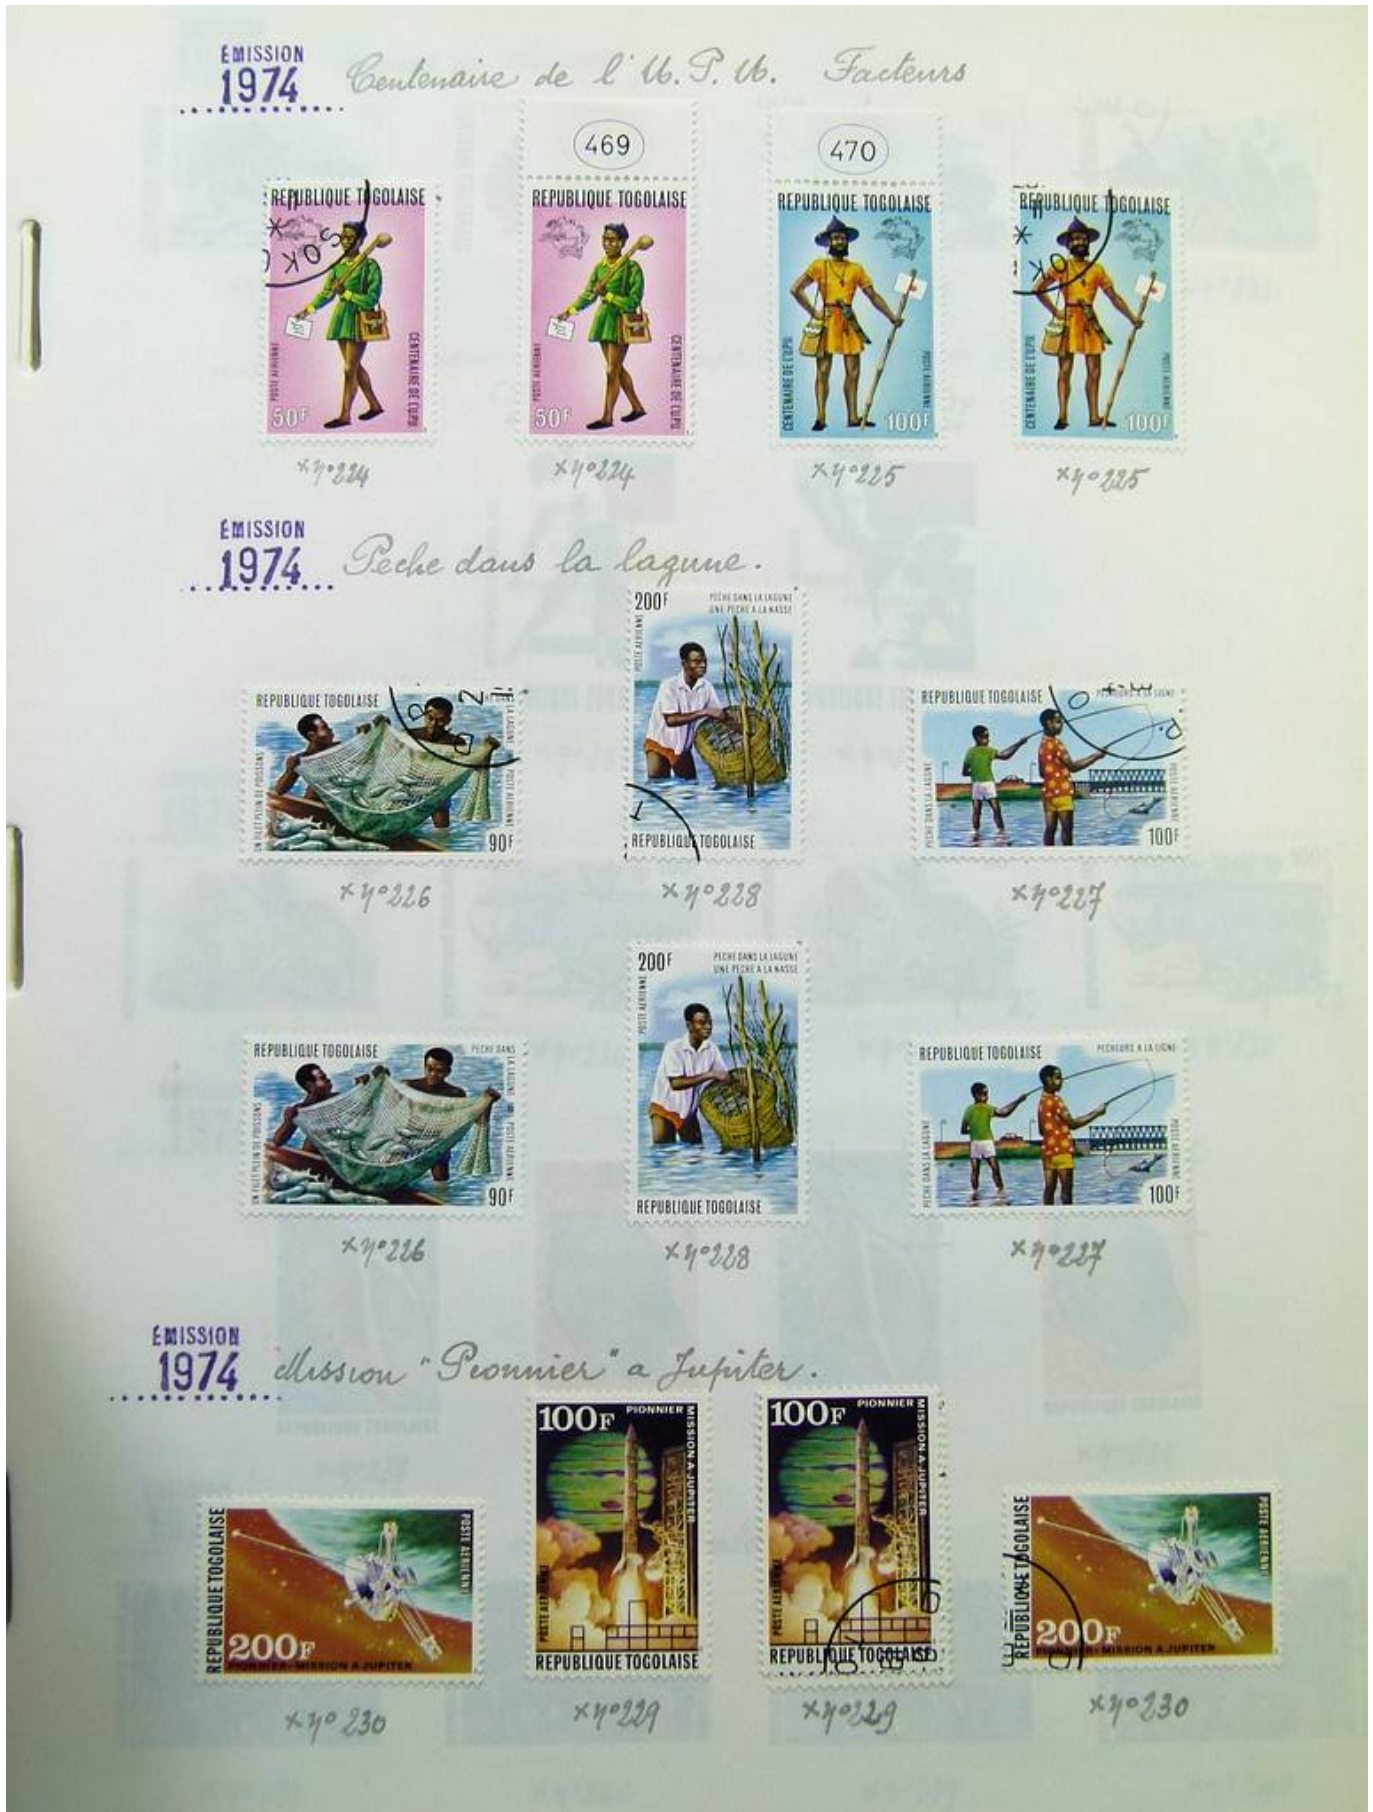 ÉMISSION
1974
Centenaire de l'U.P.U. Facteurs
469
470
REPUBLIQUE TOGOLAISE
POSTE AERIENNE
CENTENAIRE DE L'UPU
50F
REPUBLIQUE TOGOLAISE
POSTE AERIENNE
CENTENAIRE DE L'UPU
50F
REPUBLIQUE TOGOLAISE
CENTENAIRE DE L'UPU
POSTE AERIENNE
100F
REPUBLIQUE TOGOLAISE
CENTENAIRE DE L'UPU
POSTE AERIENNE
100F
x n°224
x n°224
x n°225
x n°225
ÉMISSION
1974
Peche dans la lagune.
REPUBLIQUE TOGOLAISE
UN FILET PLEIN DE POISSONS
LA LAGUNE
POSTE AERIENNE
90F
200F
PECHE DANS LA LAGUNE
UNE PECHE A LA NASSE
POSTE AERIENNE
REPUBLIQUE TOGOLAISE
REPUBLIQUE TOGOLAISE
PECHEURS A LA LIGNE
PECHE DANS LA LAGUNE
POSTE AERIENNE
100F
x n°226
x n°228
x n°227
REPUBLIQUE TOGOLAISE
PECHE DANS
LA LAGUNE
UN FILET PLEIN DE POISSONS
POSTE AERIENNE
90F
200F
PECHE DANS LA LAGUNE
UNE PECHE A LA NASSE
POSTE AERIENNE
REPUBLIQUE TOGOLAISE
REPUBLIQUE TOGOLAISE
PECHEURS A LA LIGNE
PECHE DANS LA LAGUNE
POSTE AERIENNE
100F
x n°226
x n°228
x n°227
ÉMISSION
1974
Mission "Pionnier" a Jupiter.
REPUBLIQUE TOGOLAISE
POSTE AERIENNE
200F
PIONNIER-MISSION A JUPITER
100F
PIONNIER
MISSION A JUPITER
POSTE AERIENNE
REPUBLIQUE TOGOLAISE
100F
PIONNIER
MISSION A JUPITER
POSTE AERIENNE
REPUBLIQUE TOGOLAISE
REPUBLIQUE TOGOLAISE
POSTE AERIENNE
200F
PIONNIER-MISSION A JUPITER
x n°230
x n°229
x n°229
x n°230